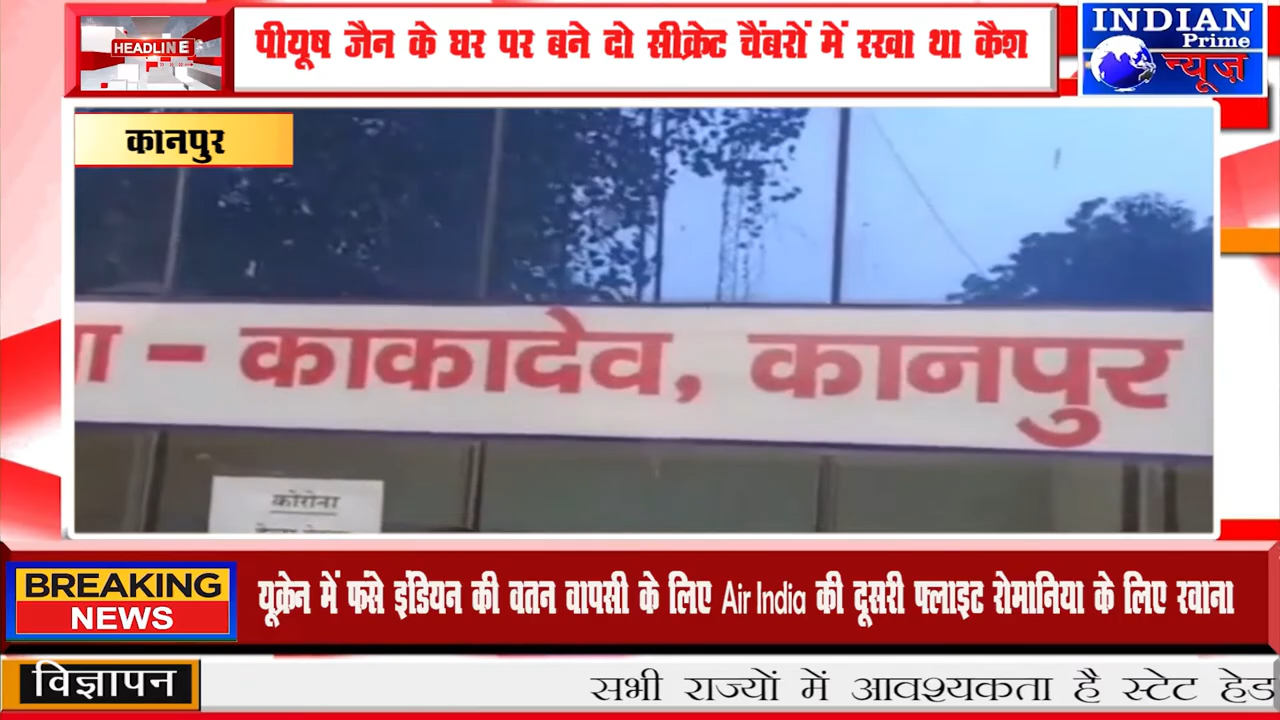 HEADLINE
पीयूष जैन के घर पर बने दो सीक्रेट चैंबरों में रखा था कैश
INDIAN
Prime
न्यूज़
कानपुर
- काकादेव, कानपुर
कोरोना
BREAKING
NEWS
यूक्रेन में फंसे इंडियन की वतन वापसी के लिए Air India की दूसरी फ्लाइट रोमानिया के लिए रवाना
विज्ञापन
सभी राज्यों में आवश्यकता है स्टेट हेड